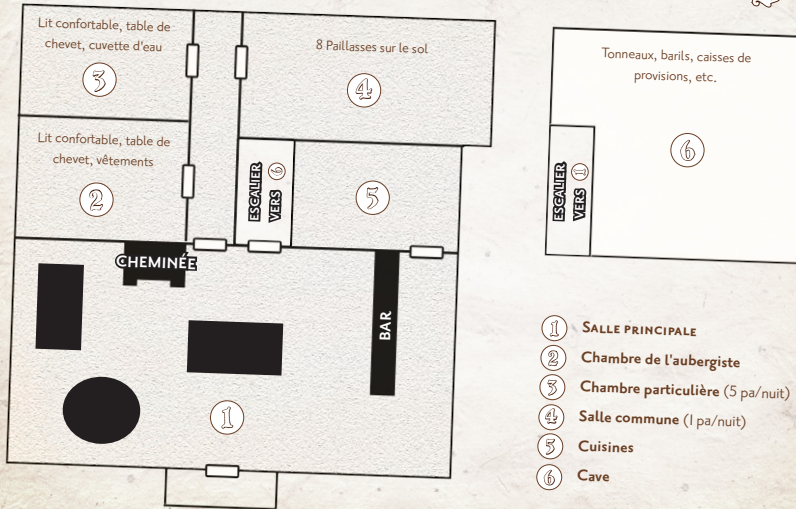 Lit confortable, table de
chevet, cuvette d'eau
3
8 Paillasses sur le sol
4
Tonneaux, barils, caisses de
provisions, etc.
6
Lit confortable, table de
chevet, vêtements
2
ESCALIER
VERS 6
5
ESCALIER
VERS 1
CHEMINÉE
BAR
1
1 SALLE PRINCIPALE
2 Chambre de l'aubergiste
3 Chambre particulière (5 pa/nuit)
4 Salle commune (1 pa/nuit)
5 Cuisines
6 Cave